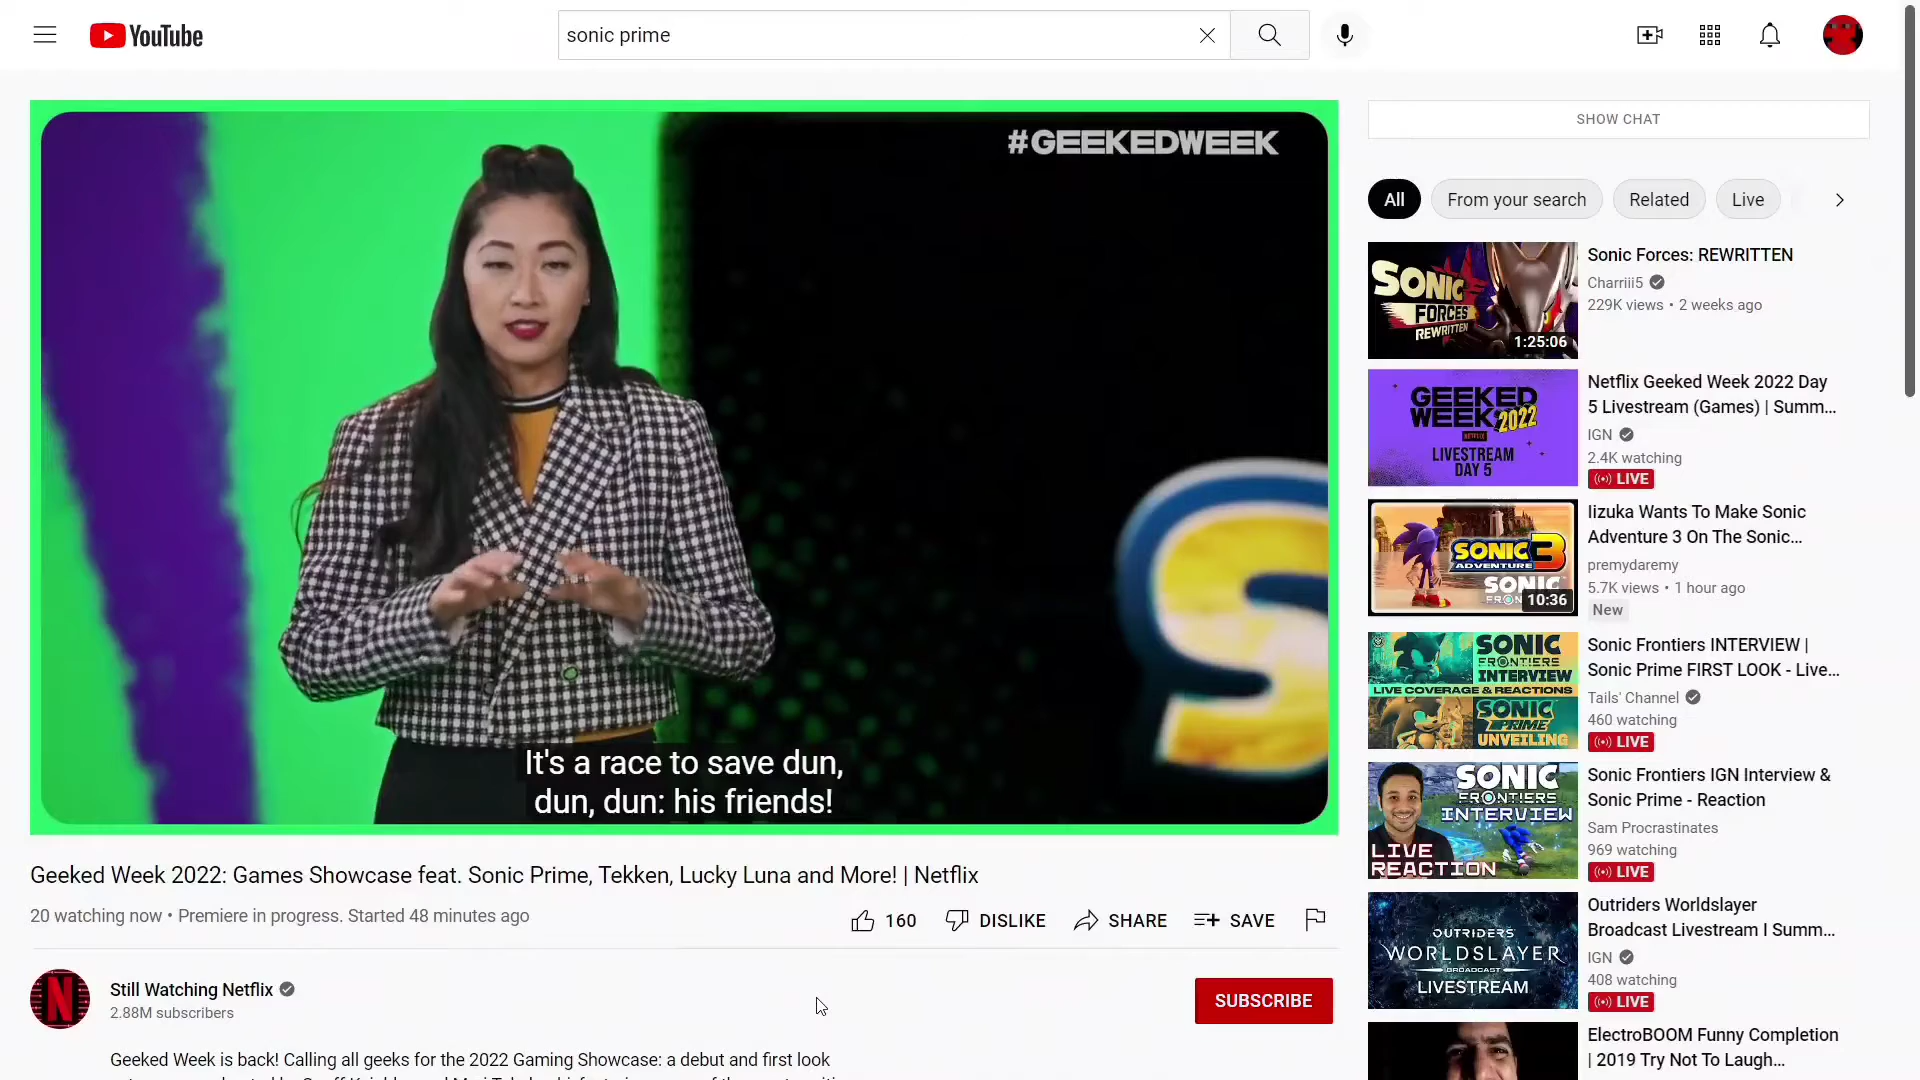 YouTube
sonic prime
#GEEKEDWEEK
S
It's a race to save dun,
dun, dun: his friends!
Geeked Week 2022: Games Showcase feat. Sonic Prime, Tekken, Lucky Luna and More! | Netflix
20 watching now • Premiere in progress. Started 48 minutes ago
160
DISLIKE
SHARE
SAVE
N
Still Watching Netflix
2.88M subscribers
SUBSCRIBE
Geeked Week is back! Calling all geeks for the 2022 Gaming Showcase: a debut and first look
SHOW CHAT
All
From your search
Related
Live
SONIC
FORCES
REWRITTEN
1:25:06
Sonic Forces: REWRITTEN
Charriii5
229K views • 2 weeks ago
GEEKED
WEEK
2022
NETFLIX
LIVESTREAM
DAY 5
Netflix Geeked Week 2022 Day
5 Livestream (Games) | Summ...
IGN
2.4K watching
LIVE
SONIC
ADVENTURE
3
SONIC
10:36
Iizuka Wants To Make Sonic
Adventure 3 On The Sonic...
premydaremy
5.7K views • 1 hour ago
New
SONIC
FRONTIERS
INTERVIEW
LIVE COVERAGE & REACTIONS
SONIC
PRIME
UNVEILING
Sonic Frontiers INTERVIEW |
Sonic Prime FIRST LOOK - Live...
Tails' Channel
460 watching
LIVE
SONIC
FRONTIERS
INTERVIEW
LIVE
REACTION
Sonic Frontiers IGN Interview &
Sonic Prime - Reaction
Sam Procrastinates
969 watching
LIVE
OUTRIDERS
WORLDSLAYER
BROADCAST
LIVESTREAM
Outriders Worldslayer
Broadcast Livestream I Summ...
IGN
408 watching
LIVE
ElectroBOOM Funny Completion
| 2019 Try Not To Laugh...